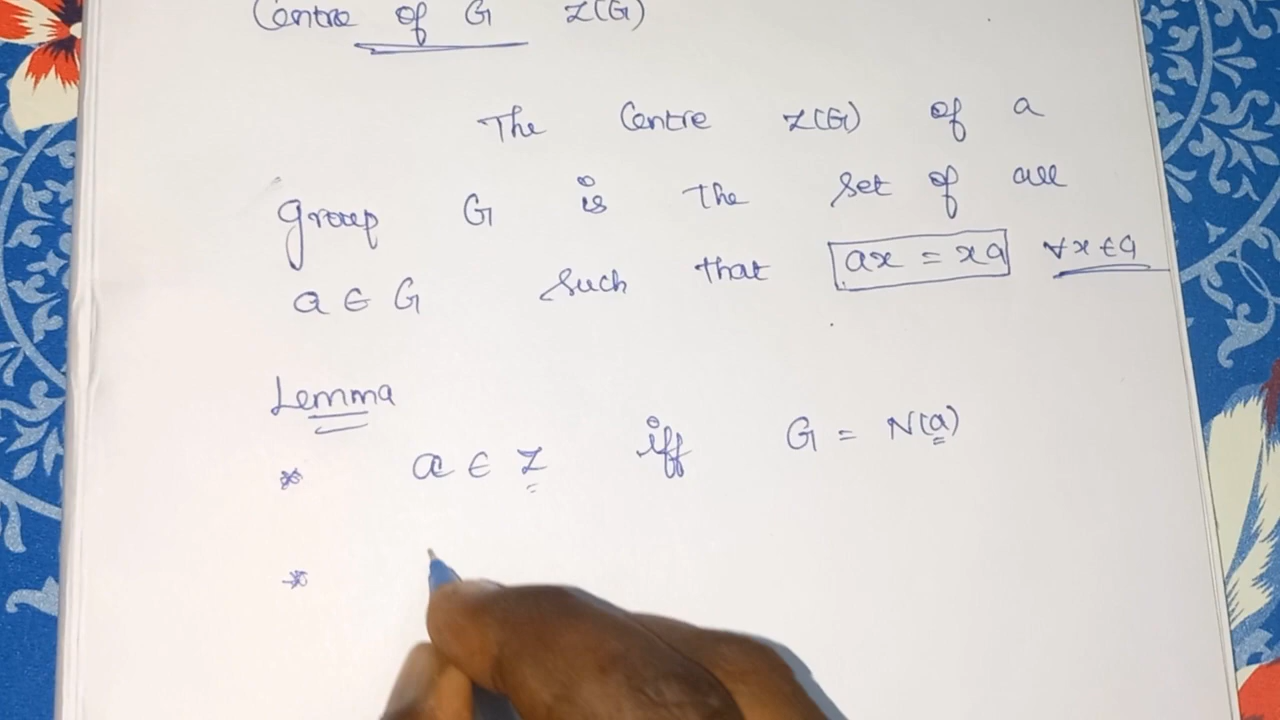 Centre of G Z(G)
The Centre Z(G) of a
group G is the set of all
a ∈ G such that ax = xa ∀x∈G
Lemma
* a ∈ Z iff G = N(a)
*